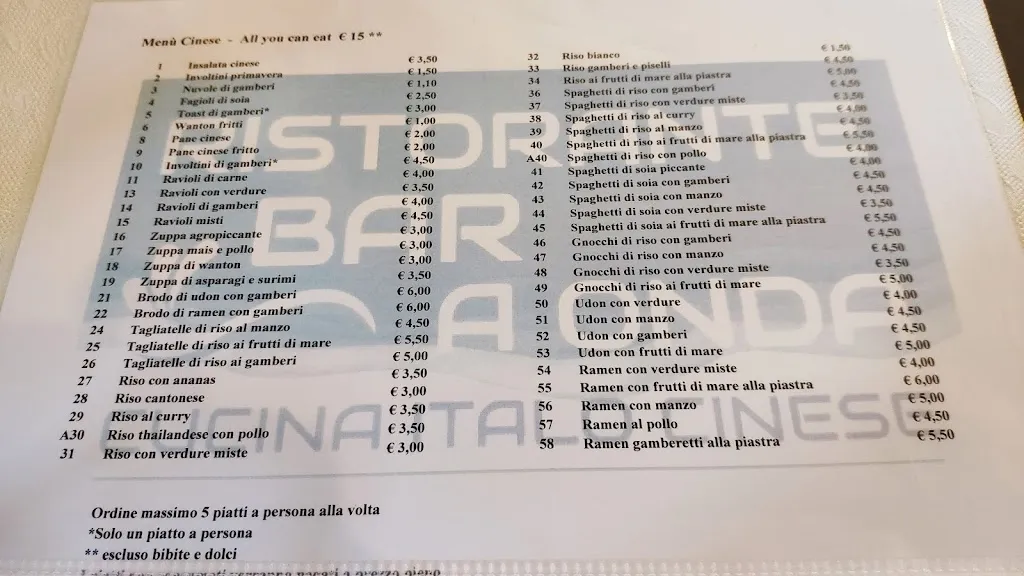 Menù Cinese - All you can eat € 15 **
1 Insalata cinese € 3,50
2 Involtini primavera € 1,50
3 Nuvole di gamberi € 1,10
4 Fagioli di soia € 2,50
5 Toast di gamberi* € 3,00
6 Wanton fritti € 1,00
8 Pane cinese € 2,00
9 Pane cinese fritto € 2,00
10 Involtini di gamberi* € 4,50
11 Ravioli di carne € 4,00
13 Ravioli con verdure € 3,50
14 Ravioli di gamberi € 4,00
15 Ravioli misti € 4,50
16 Zuppa agropiccante € 3,00
17 Zuppa mais e pollo € 3,00
18 Zuppa di wanton € 3,00
19 Zuppa di asparagi e surimi € 3,50
21 Brodo di udon con gamberi € 6,00
22 Brodo di ramen con gamberi € 6,00
24 Tagliatelle di riso al manzo € 4,50
25 Tagliatelle di riso ai frutti di mare € 5,50
26 Tagliatelle di riso ai gamberi € 5,00
27 Riso con ananas € 3,50
28 Riso cantonese € 3,00
29 Riso al curry € 3,50
A30 Riso thailandese con pollo € 3,50
31 Riso con verdure miste € 3,00
32 Riso bianco € 1,50
33 Riso gamberi e piselli € 4,50
34 Riso ai frutti di mare alla piastra € 5,00
36 Spaghetti di riso con gamberi € 4,50
37 Spaghetti di riso con verdure miste € 3,50
38 Spaghetti di riso al curry € 4,00
39 Spaghetti di riso al manzo € 4,50
40 Spaghetti di riso ai frutti di mare alla piastra € 5,50
A40 Spaghetti di riso con pollo € 4,00
41 Spaghetti di soia piccante € 4,00
42 Spaghetti di soia con gamberi € 4,50
43 Spaghetti di soia con manzo € 4,50
44 Spaghetti di soia con verdure miste € 3,50
45 Spaghetti di soia ai frutti di mare alla piastra € 5,50
46 Gnocchi di riso con gamberi € 4,50
47 Gnocchi di riso con manzo € 4,50
48 Gnocchi di riso con verdure miste € 3,50
49 Gnocchi di riso ai frutti di mare € 5,00
50 Udon con verdure € 4,00
51 Udon con manzo € 4,50
52 Udon con gamberi € 4,50
53 Udon con frutti di mare € 5,00
54 Ramen con verdure miste € 4,00
55 Ramen con frutti di mare alla piastra € 6,00
56 Ramen con manzo € 5,00
57 Ramen al pollo € 4,50
58 Ramen gamberetti alla piastra € 5,50
RISTORANTE
BAR
ONDA
CUCINA ITALO CINESE
Ordine massimo 5 piatti a persona alla volta
*Solo un piatto a persona
** escluso bibite e dolci